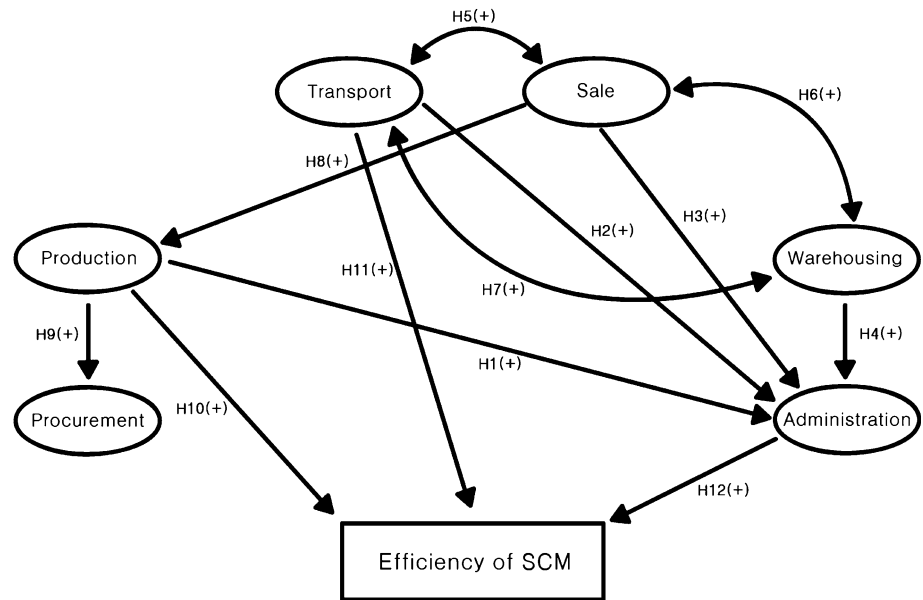 H5(+)
Transport
Sale
H6(+)
H8(+)
H3(+)
H2(+)
Production
H11(+)
Warehousing
H7(+)
H9(+)
H4(+)
H1(+)
Procurement
H10(+)
Administration
H12(+)
Efficiency of SCM